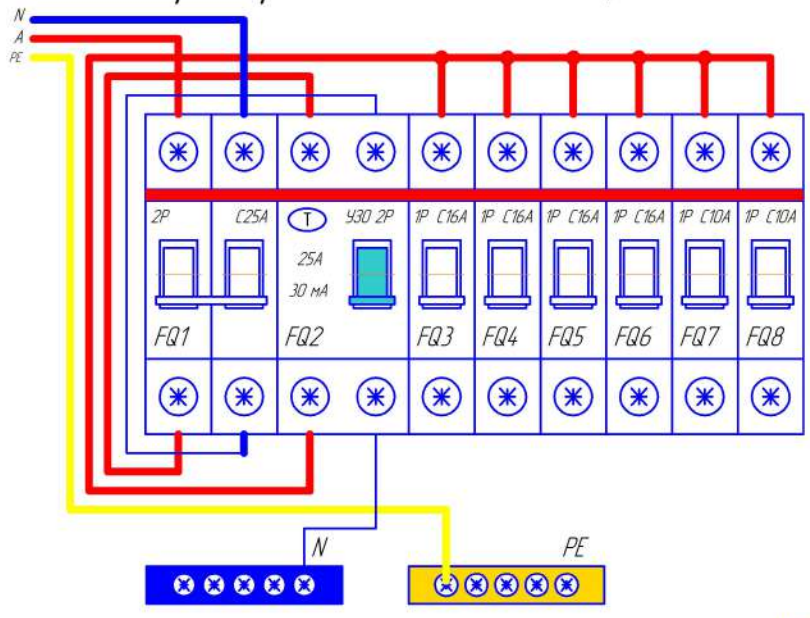 N
A
PE
2P C25A
T УЗО 2P
25A
30 мА
1P C16A
1P C16A
1P C16A
1P C16A
1P C10A
1P C10A
FQ1
FQ2
FQ3
FQ4
FQ5
FQ6
FQ7
FQ8
N
PE